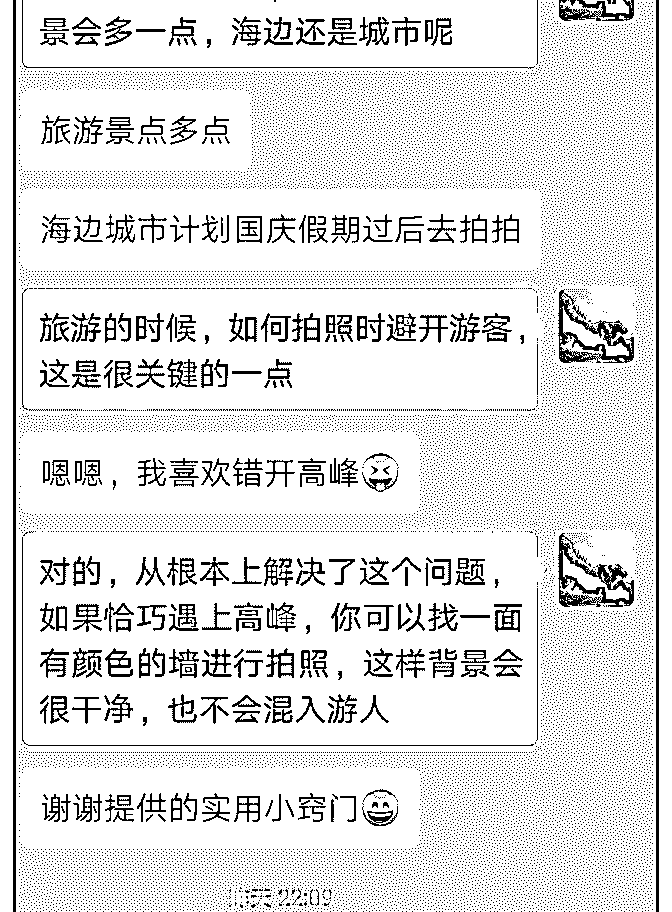 景会多一点，海边还是城市呢
旅游景点多点
海边城市计划国庆假期过后去拍拍
旅游的时候，如何拍照时避开游客，
这是很关键的一点
嗯嗯，我喜欢错开高峰😝
对的，从根本上解决了这个问题，
如果恰巧遇上高峰，你可以找一面
有颜色的墙进行拍照，这样背景会
很干净，也不会混入游人
谢谢提供的实用小窍门😄
22:09